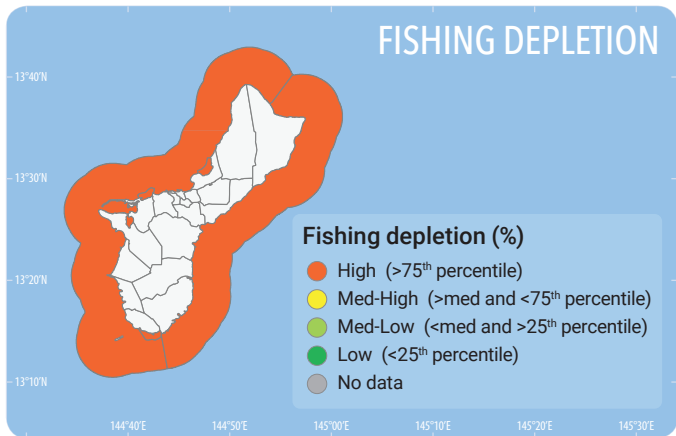 FISHING DEPLETION
13°40'N
13°30'N
13°20'N
13°10'N
Fishing depletion (%)
High (>75th percentile)
Med-High (>med and <75th percentile)
Med-Low (<med and >25th percentile)
Low (<25th percentile)
No data
144°40'E 144°50'E 145°00'E 145°10'E 145°20'E 145°30'E